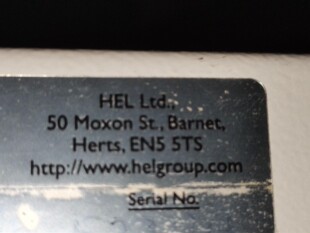 HEL Ltd.,
50 Moxon St., Barnet,
Herts, EN5 5TS
http://www.helgroup.com
Serial No.